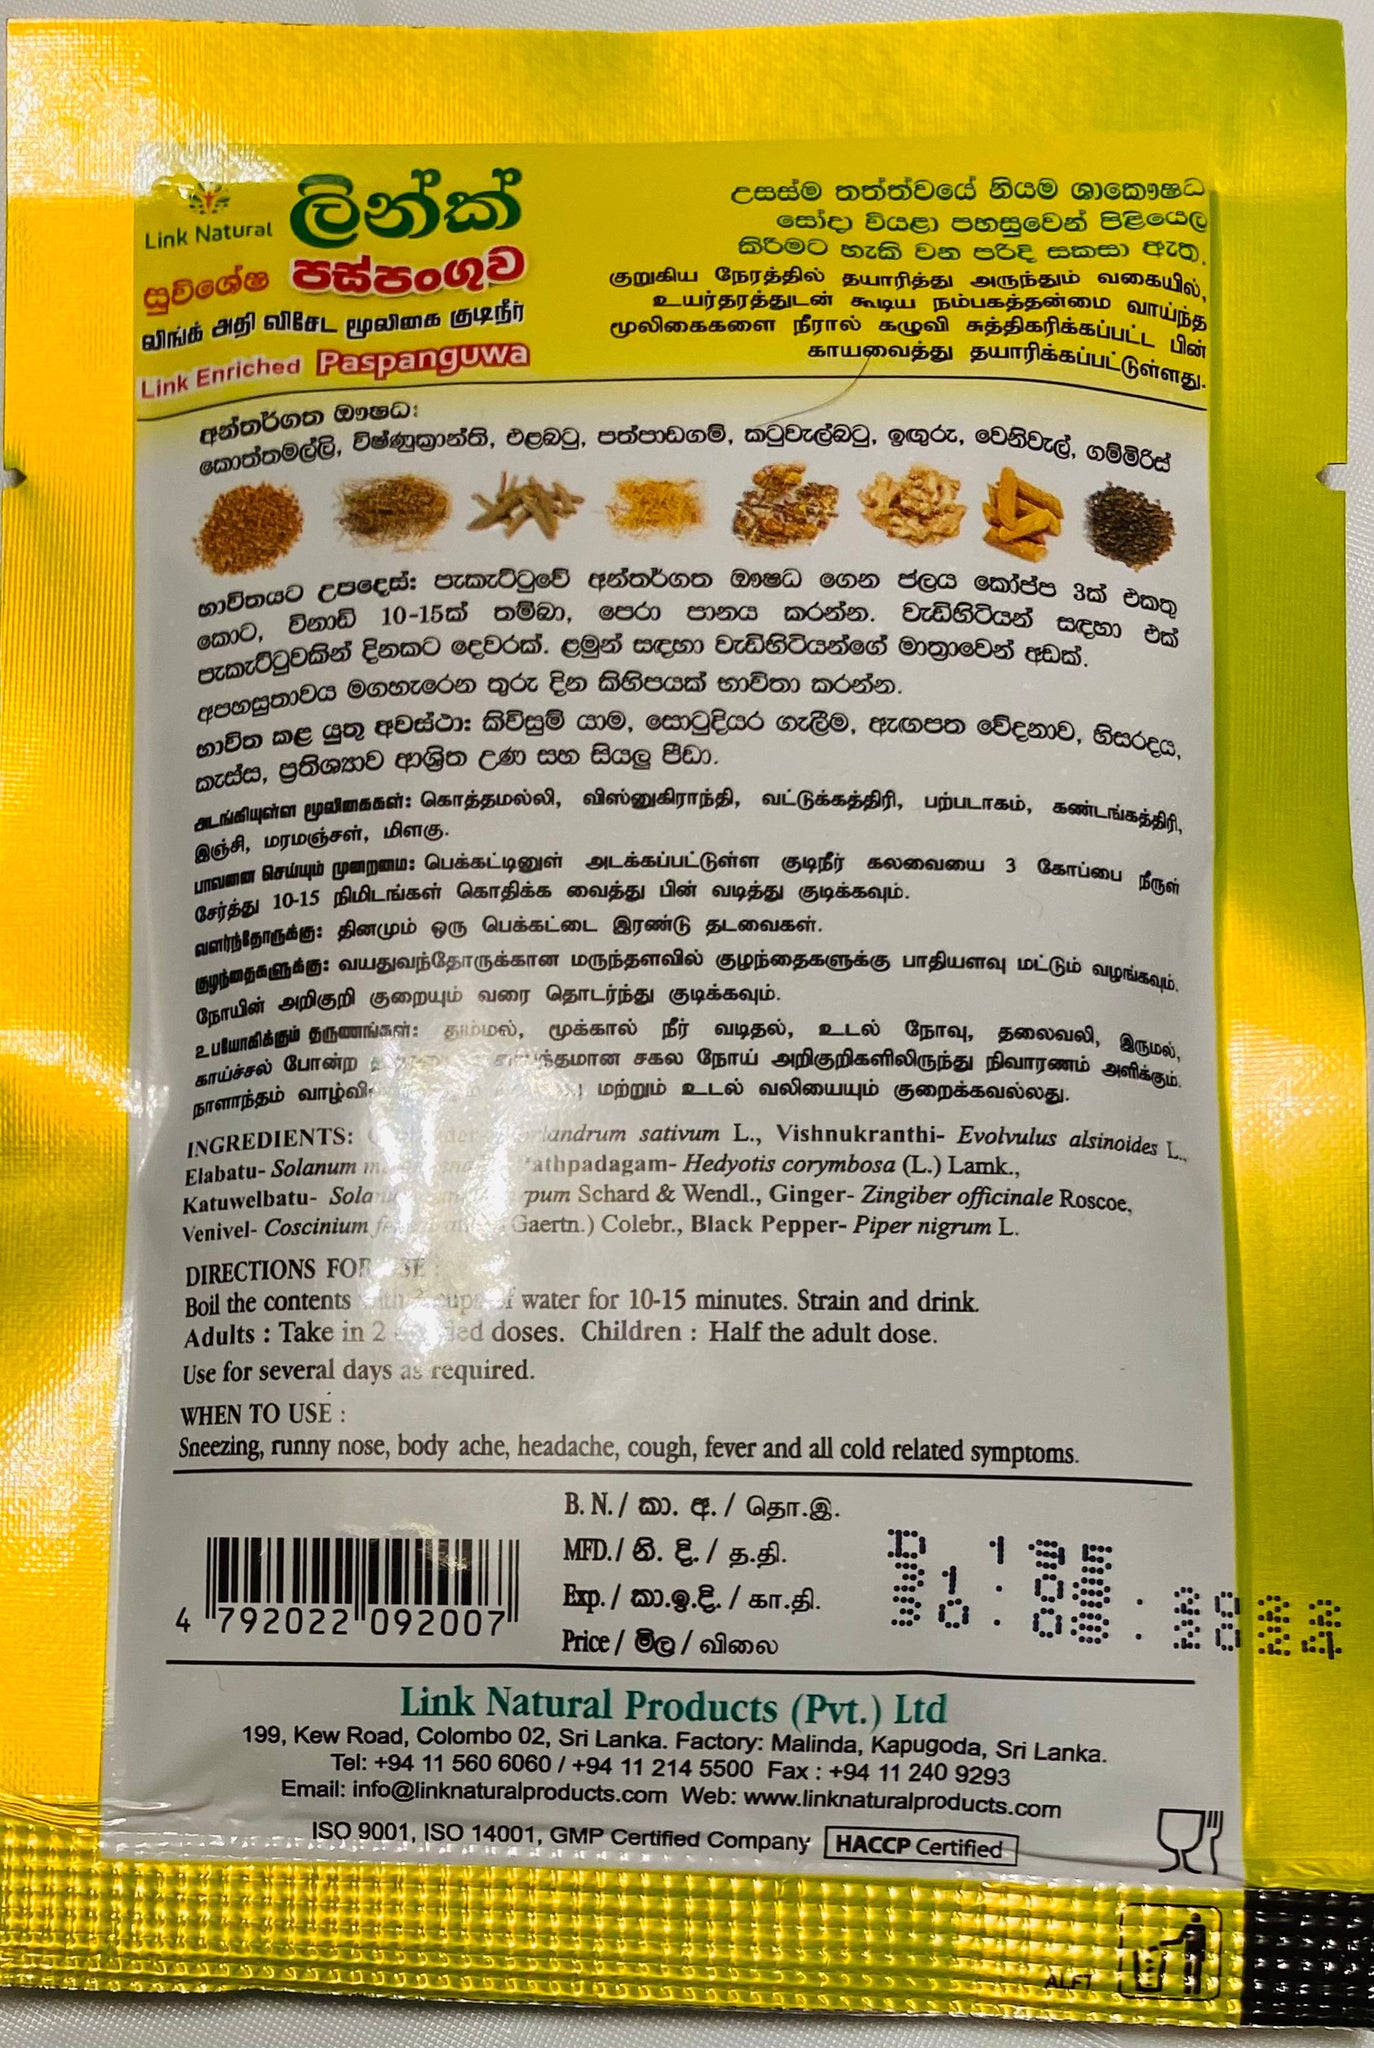 Link Natural
ලින්ක්
සුවිශේෂ පස්පංගුව
லிங்க் அதி விசேட மூலிகை குடிநீர்
Link Enriched Paspanguwa
උසස්ම තත්ත්වයේ නියම ශාකෞෂධ
සෝදා වියළා පහසුවෙන් පිළියෙල
කිරීමට හැකි වන පරිදි සකසා ඇත.
குறுகிய நேரத்தில் தயாரித்து அருந்தும் வகையில்,
உயர்தரத்துடன் கூடிய நம்பகத்தன்மை வாய்ந்த
மூலிகைகளை நீரால் கழுவி சுத்திகரிக்கப்பட்ட பின்
காயவைத்து தயாரிக்கப்பட்டுள்ளது.
අන්තර්ගත ඖෂධ:
කොත්තමල්ලි, විෂ්ණුක්‍රාන්ති, එළබටු, පත්පාඩගම්, කටුවැල්බටු, ඉඟුරු, වෙනිවැල්, ගම්මිරිස්
භාවිතයට උපදෙස්: පැකැට්ටුවේ අන්තර්ගත ඖෂධ ගෙන ජලය කෝප්ප 3ක් එකතු
කොට, විනාඩි 10-15ක් තම්බා, පෙරා පානය කරන්න. වැඩිහිටියන් සඳහා එක්
පැකැට්ටුවකින් දිනකට දෙවරක්. ළමුන් සඳහා වැඩිහිටියන්ගේ මාත්‍රාවෙන් අඩක්.
අපහසුතාවය මගහැරෙන තුරු දින කිහිපයක් භාවිතා කරන්න.
භාවිත කළ යුතු අවස්ථා: කිවිසුම් යාම, සොටුදියර ගැලීම, ඇඟපත වේදනාව, හිසරදය,
කැස්ස, ප්‍රතිශ්‍යාව ආශ්‍රිත උණ සහ සියලු පීඩා.
அடங்கியுள்ள மூலிகைகள்: கொத்தமல்லி, விஸ்னுகிராந்தி, வட்டுக்கத்திரி, பற்படாகம், கண்டங்கத்திரி,
இஞ்சி, மரமஞ்சள், மிளகு.
பாவனை செய்யும் முறைமை: பெக்கட்டினுள் அடக்கப்பட்டுள்ள குடிநீர் கலவையை 3 கோப்பை நீருள்
சேர்த்து 10-15 நிமிடங்கள் கொதிக்க வைத்து பின் வடித்து குடிக்கவும்.
வளர்ந்தோருக்கு: தினமும் ஒரு பெக்கட்டை இரண்டு தடவைகள்.
குழந்தைகளுக்கு: வயதுவந்தோருக்கான மருந்தளவில் குழந்தைகளுக்கு பாதியளவு மட்டும் வழங்கவும்.
நோயின் அறிகுறி குறையும் வரை தொடர்ந்து குடிக்கவும்.
உபயோகிக்கும் தருணங்கள்: தும்மல், மூக்கால் நீர் வடிதல், உடல் நோவு, தலைவலி, இருமல்,
காய்ச்சல் போன்ற சகல நோய் அறிகுறிகளிலிருந்து நிவாரணம் அளிக்கும்.
நாளாந்தம் மற்றும் உடல் வலியையும் குறைக்கவல்லது.
INGREDIENTS: sativum L., Vishnukranthi- Evolvulus alsinoides L.,
Elabatu- Solanum Pathpadagam- Hedyotis corymbosa (L.) Lamk.,
Katuwelbatu- Schard & Wendl., Ginger- Zingiber officinale Roscoe,
Venivel- Coscinium Gaertn.) Colebr., Black Pepper- Piper nigrum L.
DIRECTIONS FOR USE :
Boil the contents cups of water for 10-15 minutes. Strain and drink.
Adults : Take in 2 doses. Children : Half the adult dose.
Use for several days as required.
WHEN TO USE :
Sneezing, runny nose, body ache, headache, cough, fever and all cold related symptoms.
B. N. / කා. අ. / தொ.இ.
MFD. / නි. දි. / த.தி.
Exp. / කා.ඉ.දි. / கா.தி.
Price / මිල / விலை
4 792022 092007
Link Natural Products (Pvt.) Ltd
199, Kew Road, Colombo 02, Sri Lanka. Factory: Malinda, Kapugoda, Sri Lanka.
Tel: +94 11 560 6060 / +94 11 214 5500 Fax : +94 11 240 9293
Email: info@linknaturalproducts.com Web: www.linknaturalproducts.com
ISO 9001, ISO 14001, GMP Certified Company HACCP Certified
ALFT